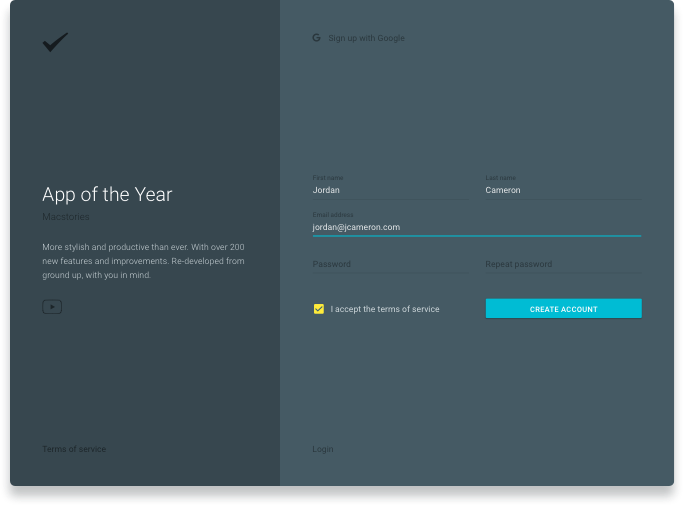 Sign up with Google
App of the Year
Macstories
More stylish and productive than ever. With over 200
new features and improvements. Re-developed from
ground up, with you in mind.
Terms of service
First name
Last name
Jordan
Cameron
Email address
jordan@jcameron.com
Password
Repeat password
I accept the terms of service
CREATE ACCOUNT
Login